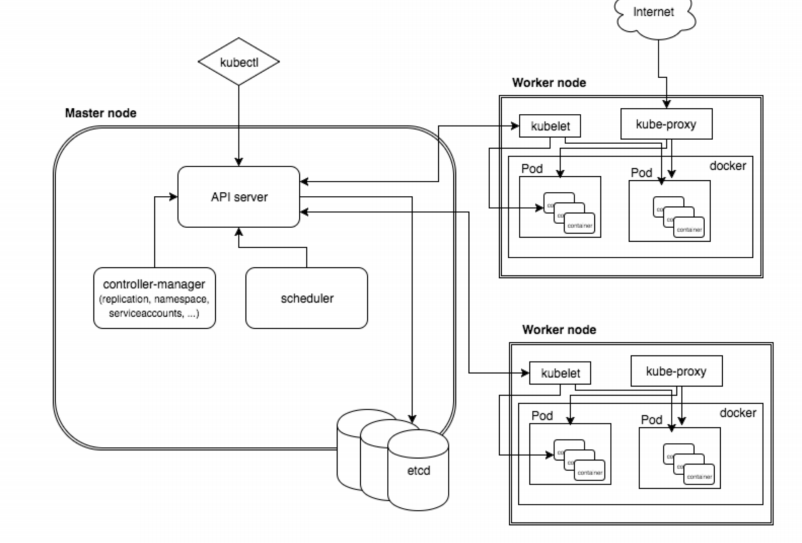 Internet
kubectl
Worker node
Master node
kubelet
kube-proxy
docker
Pod
Pod
API server
container
container
controller-manager
(replication, namespace,
serviceaccounts, ...)
scheduler
Worker node
kubelet
kube-proxy
docker
Pod
Pod
container
container
etcd